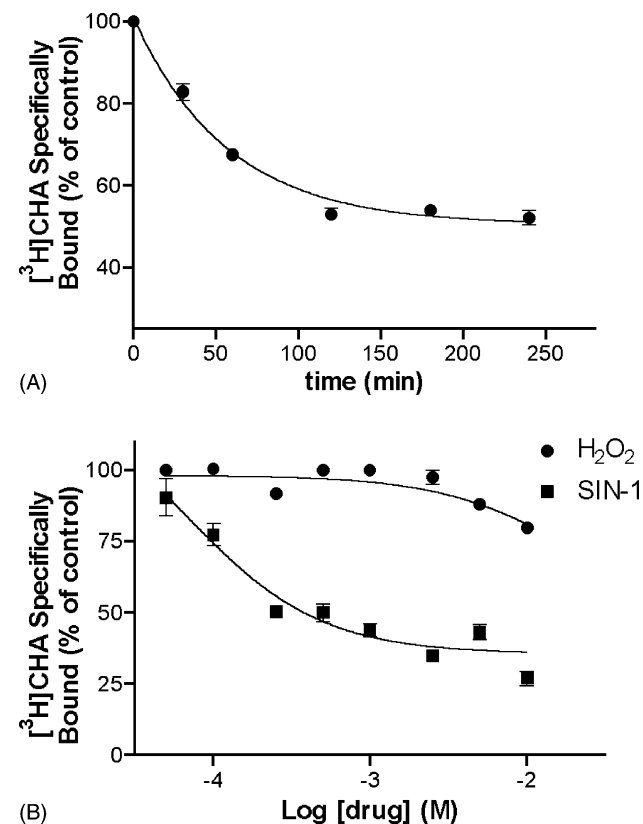 100
80
60
40
[³H]CHA Specifically
Bound (% of control)
0 50 100 150 200 250
time (min)
(A)
100
75
50
25
0
[³H]CHA Specifically
Bound (% of control)
H₂O₂
SIN-1
-4 -3 -2
Log [drug] (M)
(B)